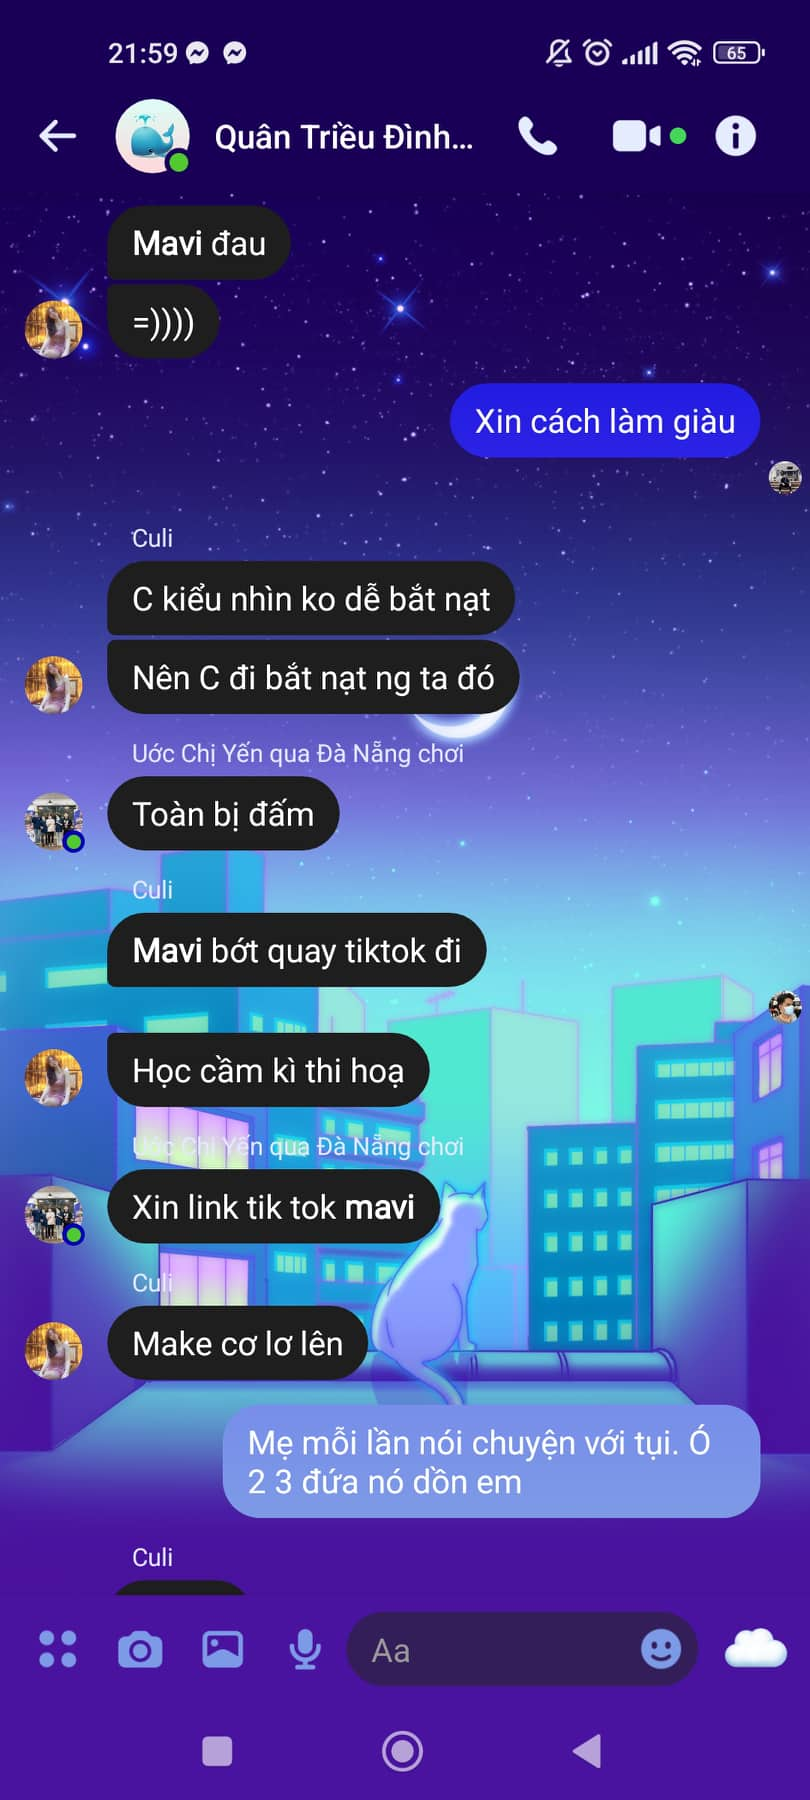 21:59
65
Quân Triều Đình...
Mavi đau
=))))
Xin cách làm giàu
Culi
C kiểu nhìn ko dễ bắt nạt
Nên C đi bắt nạt ng ta đó
Uớc Chị Yến qua Đà Nẵng chơi
Toàn bị đấm
Culi
Mavi bớt quay tiktok đi
Học cầm kì thi hoạ
Uớc Chị Yến qua Đà Nẵng chơi
Xin link tik tok mavi
Culi
Make cơ lơ lên
Mẹ mỗi lần nói chuyện với tụi. Ó
2 3 đứa nó dồn em
Culi
Aa